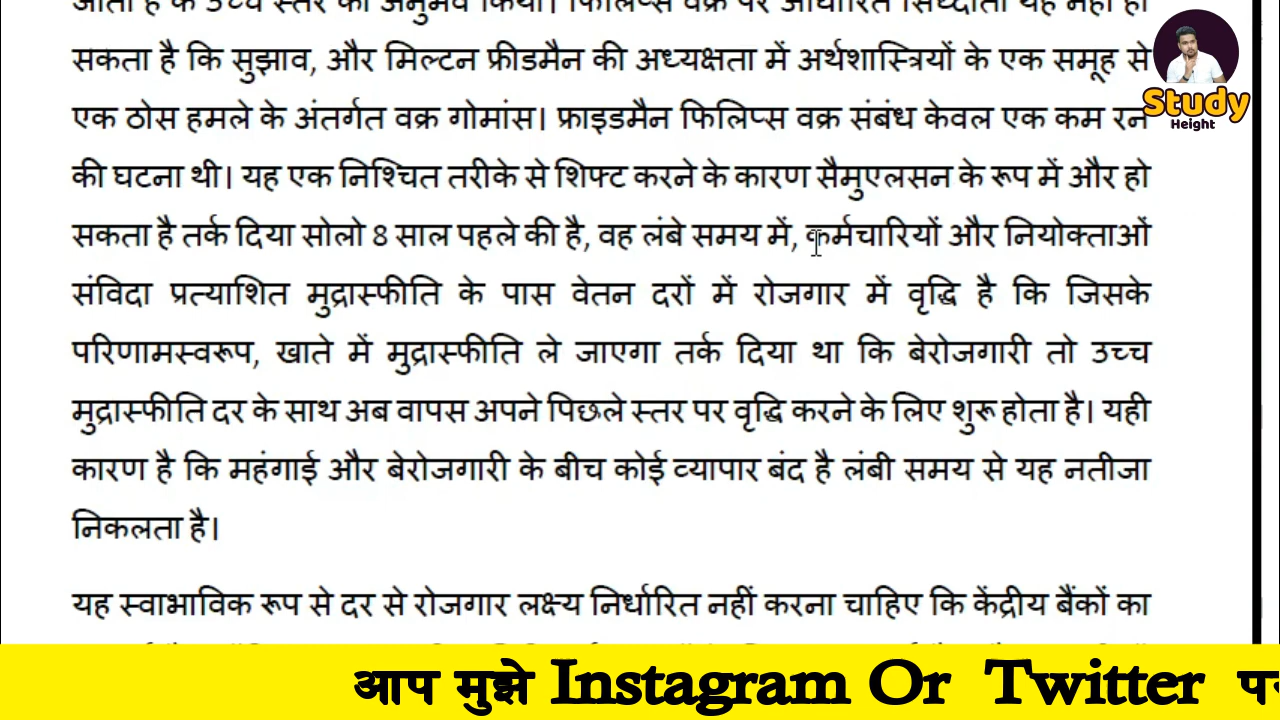 सकता है कि सुझाव, और मिल्टन फ्रीडमैन की अध्यक्षता में अर्थशास्त्रियों के एक समूह से
एक ठोस हमले के अंतर्गत वक्र गोमांस। फ्राइडमैन फिलिप्स वक्र संबंध केवल एक कम रन
की घटना थी। यह एक निश्चित तरीके से शिफ्ट करने के कारण सैमुएलसन के रूप में और हो
सकता है तर्क दिया सोलो 8 साल पहले की है, वह लंबे समय में, कर्मचारियों और नियोक्ताओं
संविदा प्रत्याशित मुद्रास्फीति के पास वेतन दरों में रोजगार में वृद्धि है कि जिसके
परिणामस्वरूप, खाते में मुद्रास्फीति ले जाएगा तर्क दिया था कि बेरोजगारी तो उच्च
मुद्रास्फीति दर के साथ अब वापस अपने पिछले स्तर पर वृद्धि करने के लिए शुरू होता है। यही
कारण है कि महंगाई और बेरोजगारी के बीच कोई व्यापार बंद है लंबी समय से यह नतीजा
निकलता है।
यह स्वाभाविक रूप से दर से रोजगार लक्ष्य निर्धारित नहीं करना चाहिए कि केंद्रीय बैंकों का
Study
Height
आप मुझे Instagram Or Twitter